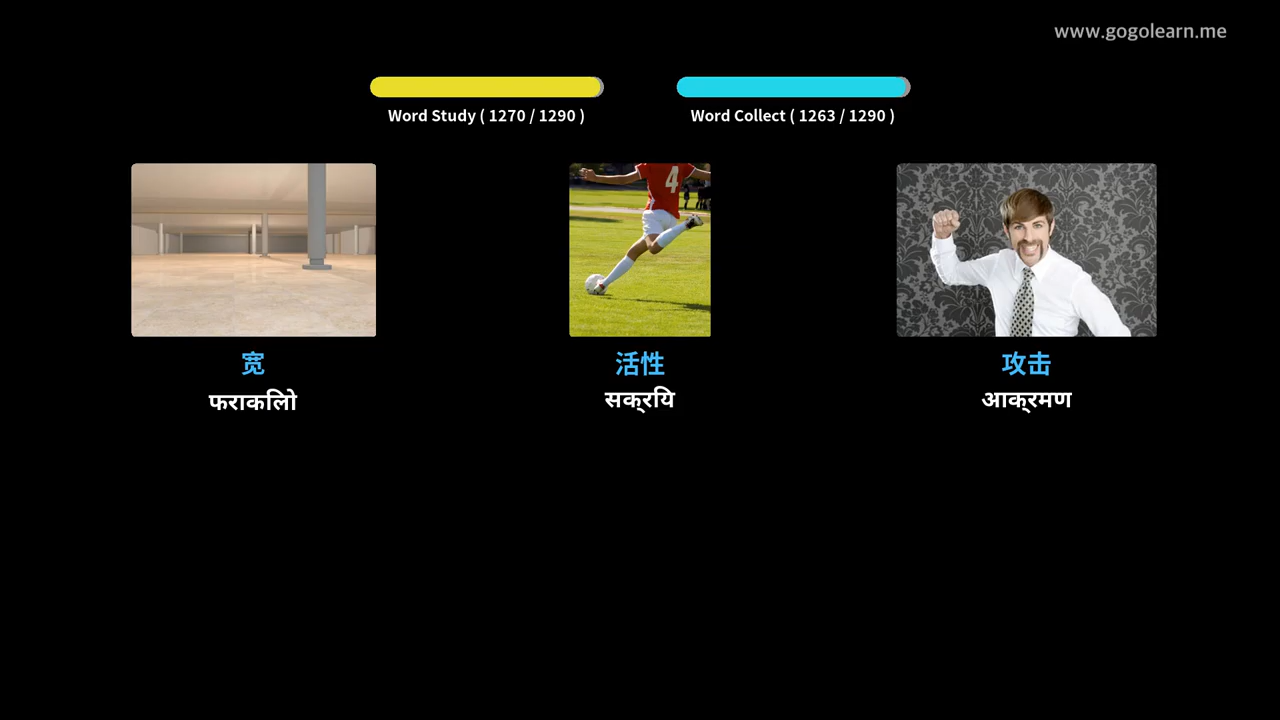 www.gogolearn.me
Word Study ( 1270 / 1290 )
Word Collect ( 1263 / 1290 )
4
宽
活性
攻击
फराकिलो
सक्रिय
आक्रमण